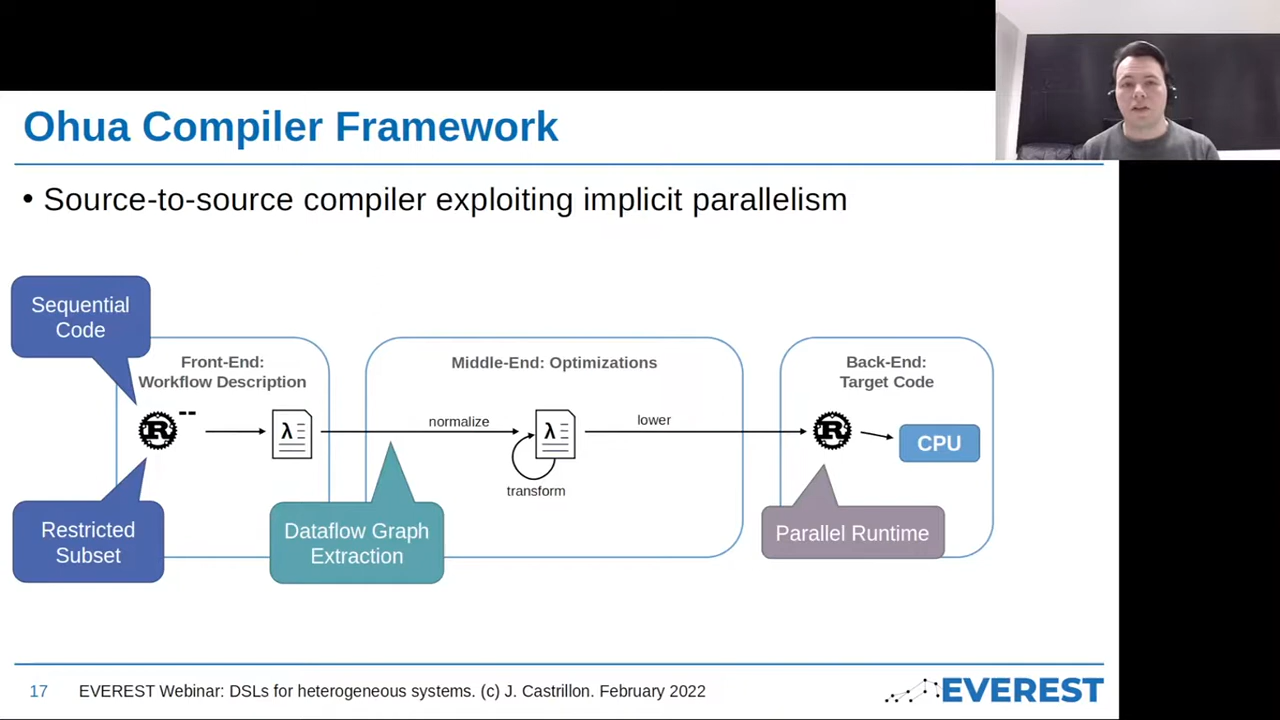 Ohua Compiler Framework
• Source-to-source compiler exploiting implicit parallelism
Sequential
Code
Front-End:
Workflow Description
Middle-End: Optimizations
Back-End:
Target Code
R
--
λ
normalize
λ
lower
R
CPU
transform
Restricted
Subset
Dataflow Graph
Extraction
Parallel Runtime
17
EVEREST Webinar: DSLs for heterogeneous systems. (c) J. Castrillon. February 2022
EVEREST